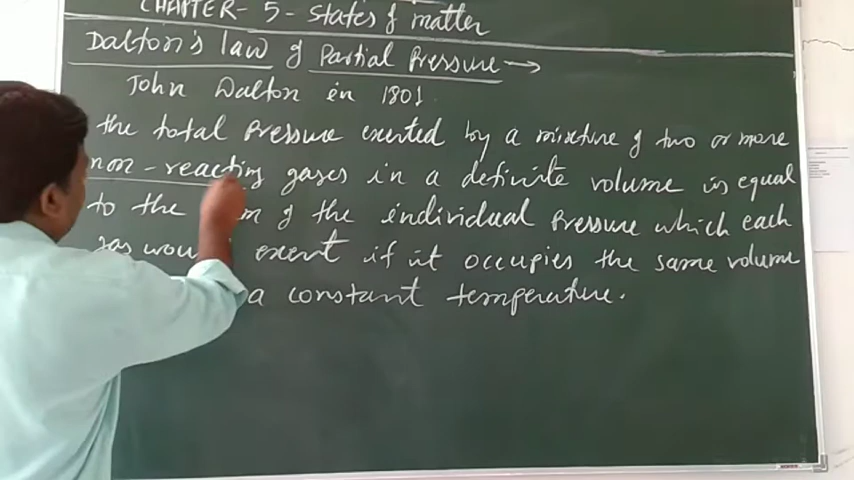 CHAPTER - 5 - States of matter
Dalton's law of Partial Pressure →
John Dalton in 1801.
the total pressure exerted by a mixture of two or more
non-reacting gases in a definite volume is equal
to the of the individual pressure which each
gas exert if it occupies the same volume
a constant temperature.